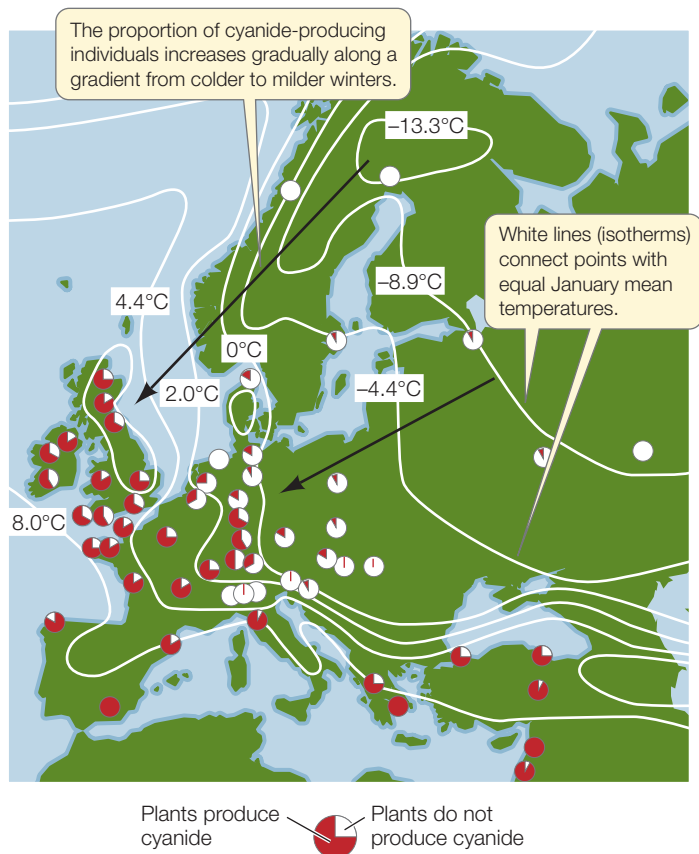 The proportion of cyanide-producing
individuals increases gradually along a
gradient from colder to milder winters.
–13.3°C
White lines (isotherms)
connect points with
equal January mean
temperatures.
–8.9°C
4.4°C
0°C
2.0°C
–4.4°C
8.0°C
Plants produce
cyanide
Plants do not
produce cyanide